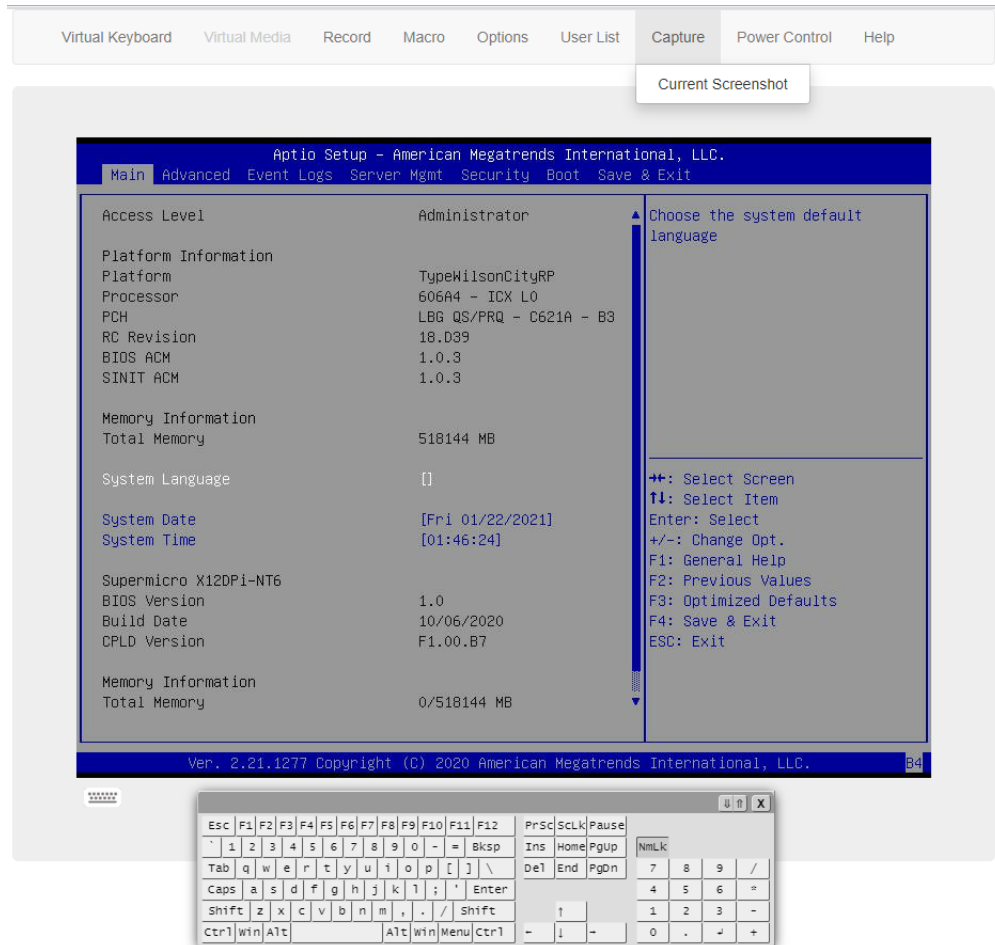 Virtual Keyboard Virtual Media Record Macro Options User List Capture Power Control Help
Current Screenshot
Aptio Setup – American Megatrends International, LLC.
Main Advanced Event Logs Server Mgmt Security Boot Save & Exit
Access Level Administrator
Platform Information
Platform TypeWilsonCityRP
Processor 606A4 – ICX L0
PCH LBG QS/PRQ – C621A – B3
RC Revision 18.D39
BIOS ACM 1.0.3
SINIT ACM 1.0.3
Memory Information
Total Memory 518144 MB
System Language []
System Date [Fri 01/22/2021]
System Time [01:46:24]
Supermicro X12DPi-NT6
BIOS Version 1.0
Build Date 10/06/2020
CPLD Version F1.00.B7
Memory Information
Total Memory 0/518144 MB
Choose the system default
language
→←: Select Screen
↑↓: Select Item
Enter: Select
+/-: Change Opt.
F1: General Help
F2: Previous Values
F3: Optimized Defaults
F4: Save & Exit
ESC: Exit
Ver. 2.21.1277 Copyright (C) 2020 American Megatrends International, LLC.
B4
⇓ ⇑ X
Esc F1 F2 F3 F4 F5 F6 F7 F8 F9 F10 F11 F12 PrSc ScLk Pause
` 1 2 3 4 5 6 7 8 9 0 - = Bksp Ins Home PgUp NmLk
Tab q w e r t y u i o p [ ] \ Del End PgDn 7 8 9 /
Caps a s d f g h j k l ; ' Enter 4 5 6 *
Shift z x c v b n m , . / Shift ↑ 1 2 3 -
Ctrl Win Alt Alt Win Menu Ctrl ← ↓ → 0 . ↵ +